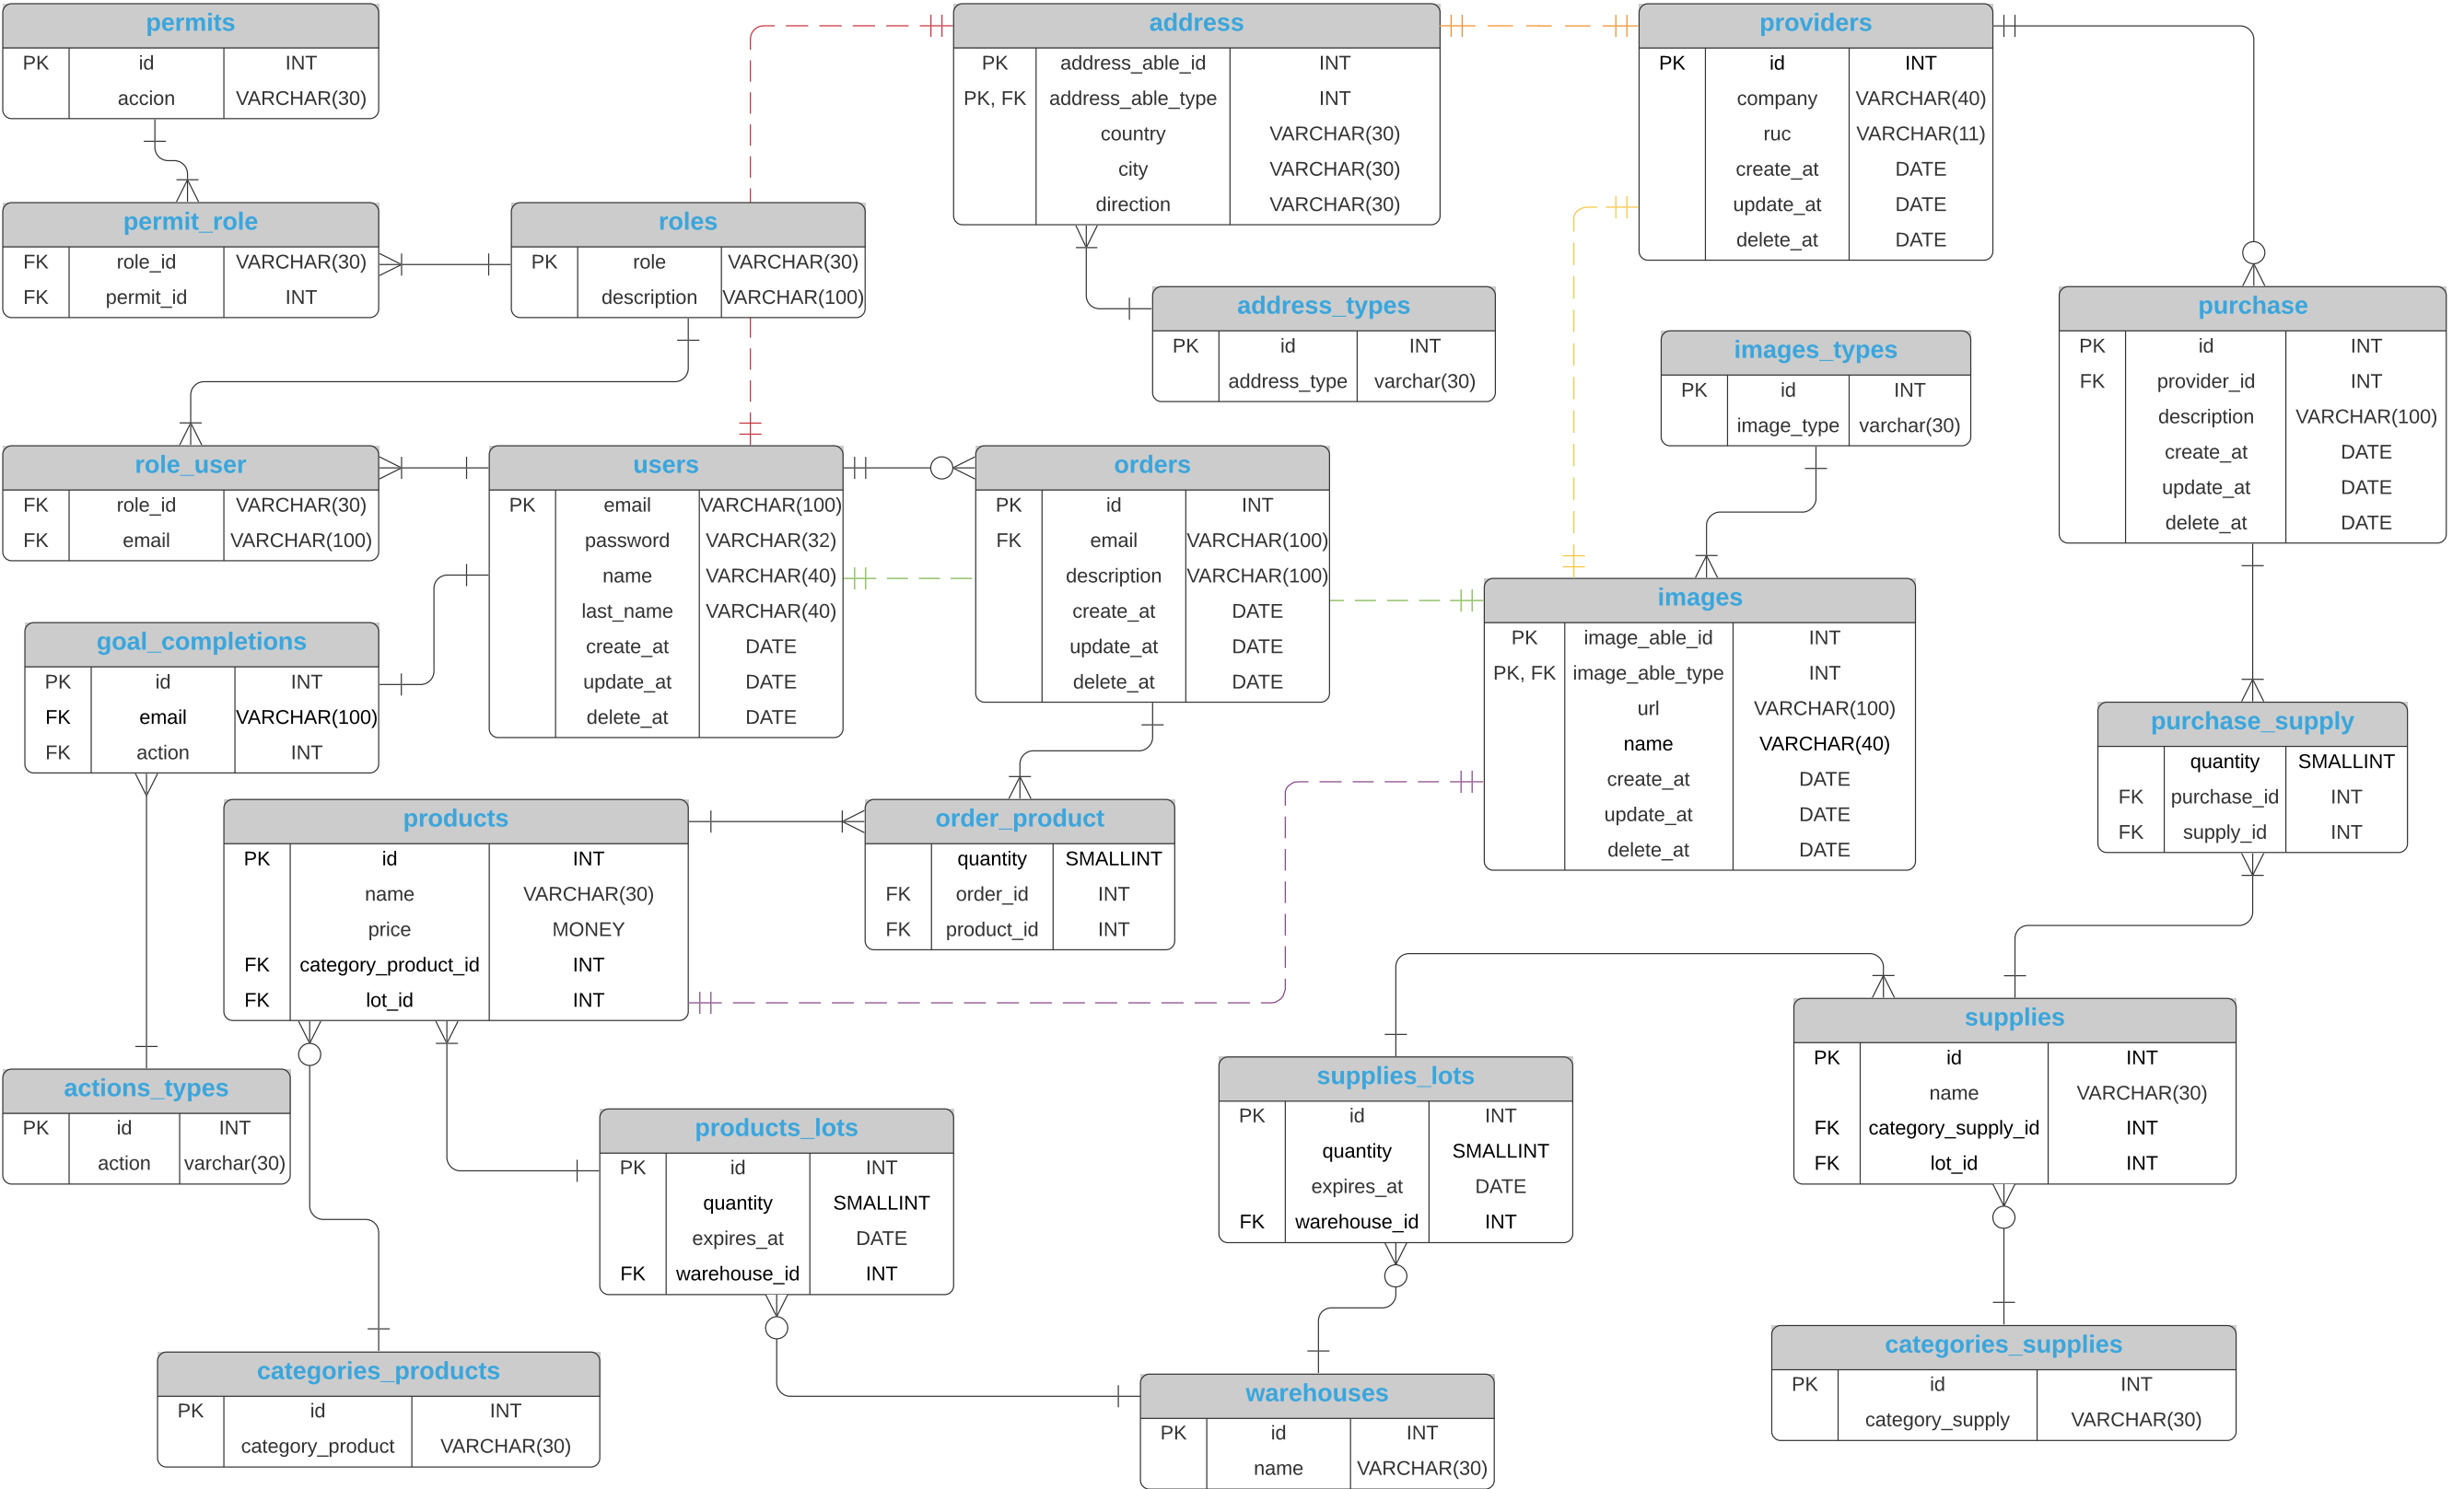 permits
PK id INT
accion VARCHAR(30)
address
PK address_able_id INT
PK, FK address_able_type INT
country VARCHAR(30)
city VARCHAR(30)
direction VARCHAR(30)
providers
PK id INT
company VARCHAR(40)
ruc VARCHAR(11)
create_at DATE
update_at DATE
delete_at DATE
permit_role
FK role_id VARCHAR(30)
FK permit_id INT
roles
PK role VARCHAR(30)
description VARCHAR(100)
address_types
PK id INT
address_type varchar(30)
images_types
PK id INT
image_type varchar(30)
purchase
PK id INT
FK provider_id INT
description VARCHAR(100)
create_at DATE
update_at DATE
delete_at DATE
role_user
FK role_id VARCHAR(30)
FK email VARCHAR(100)
users
PK email VARCHAR(100)
password VARCHAR(32)
name VARCHAR(40)
last_name VARCHAR(40)
create_at DATE
update_at DATE
delete_at DATE
orders
PK id INT
FK email VARCHAR(100)
description VARCHAR(100)
create_at DATE
update_at DATE
delete_at DATE
images
PK image_able_id INT
PK, FK image_able_type INT
url VARCHAR(100)
name VARCHAR(40)
create_at DATE
update_at DATE
delete_at DATE
goal_completions
PK id INT
FK email VARCHAR(100)
FK action INT
purchase_supply
quantity SMALLINT
FK purchase_id INT
FK supply_id INT
products
PK id INT
name VARCHAR(30)
price MONEY
FK category_product_id INT
FK lot_id INT
order_product
quantity SMALLINT
FK order_id INT
FK product_id INT
supplies
PK id INT
name VARCHAR(30)
FK category_supply_id INT
FK lot_id INT
actions_types
PK id INT
action varchar(30)
supplies_lots
PK id INT
quantity SMALLINT
expires_at DATE
FK warehouse_id INT
products_lots
PK id INT
quantity SMALLINT
expires_at DATE
FK warehouse_id INT
categories_supplies
PK id INT
category_supply VARCHAR(30)
categories_products
PK id INT
category_product VARCHAR(30)
warehouses
PK id INT
name VARCHAR(30)